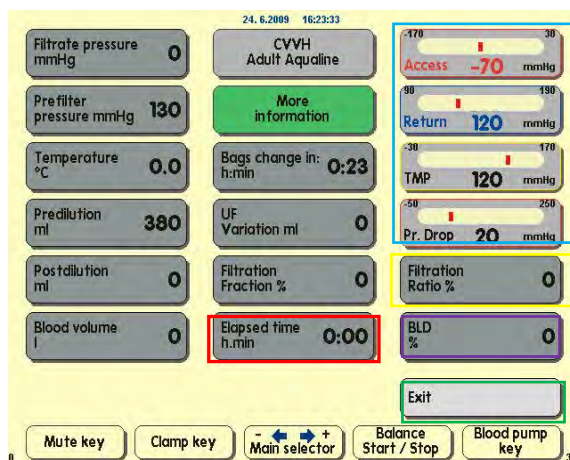 24. 6.2009 16:23:33
Filtrate pressure
mmHg 0
Prefilter
pressure mmHg 130
Temperature
°C 0.0
Predilution
ml 380
Postdilution
ml 0
Blood volume
l 0
CVVH
Adult Aqualine
More
information
Bags change in:
h:min 0:23
UF
Variation ml 0
Filtration
Fraction % 0
Elapsed time
h.min 0:00
-170 30
Access -70 mmHg
90 190
Return 120 mmHg
-30 170
TMP 120 mmHg
-50 250
Pr. Drop 20 mmHg
Filtration
Ratio % 0
BLD
% 0
Exit
Mute key
Clamp key
- +
Main selector
Balance
Start / Stop
Blood pump
key
0 3